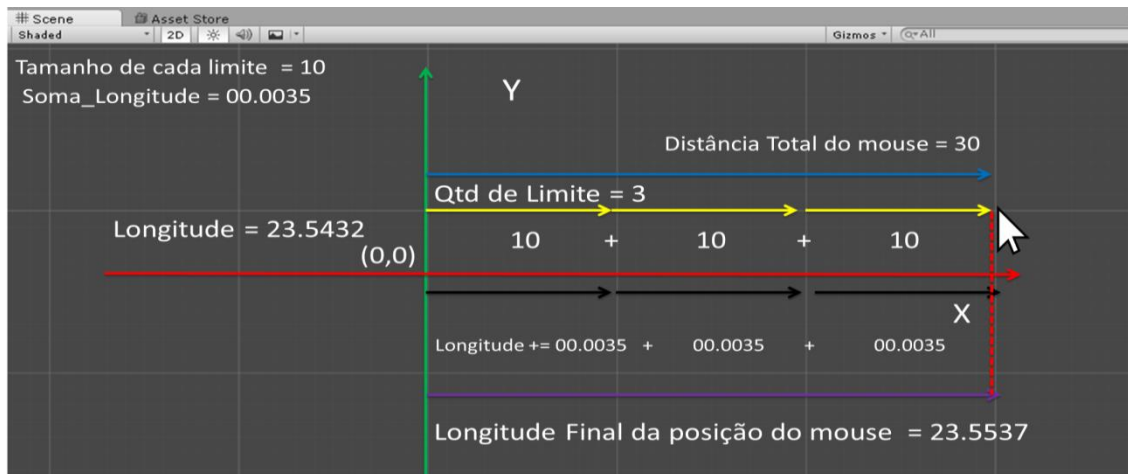 Scene Asset Store
Shaded 2D Gizmos All
Tamanho de cada limite = 10
Soma_Longitude = 00.0035
Y
Distância Total do mouse = 30
Qtd de Limite = 3
Longitude = 23.5432
10 + 10 + 10
(0,0)
X
Longitude += 00.0035 + 00.0035 + 00.0035
Longitude Final da posição do mouse = 23.5537